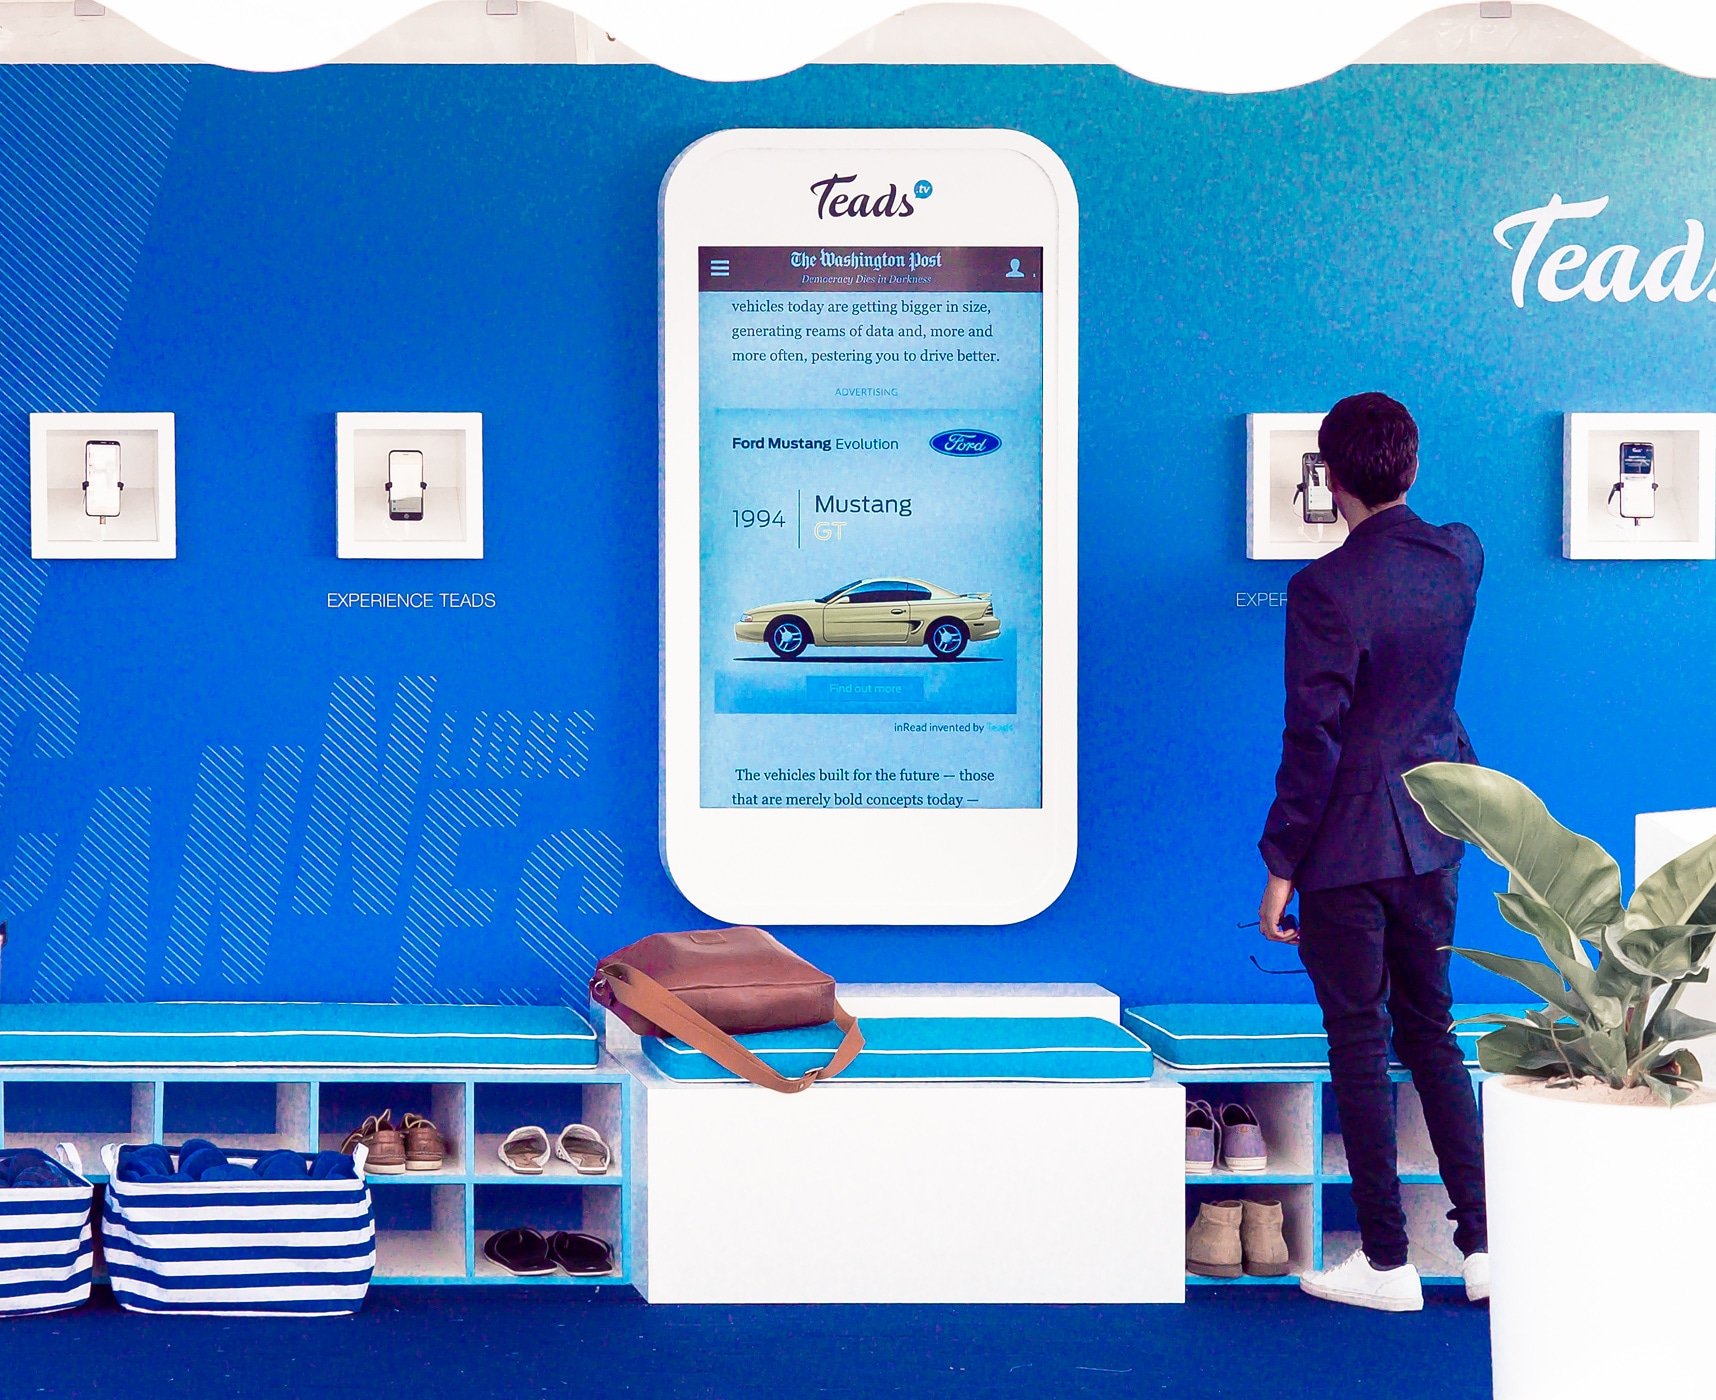 Teads.tv
Teads
The Washington Post
Democracy Dies in Darkness
vehicles today are getting bigger in size,
generating reams of data and, more and
more often, pestering you to drive better.
ADVERTISING
Ford Mustang Evolution
Ford
1994
Mustang
GT
Find out more
inRead invented by Teads
The vehicles built for the future — those
that are merely bold concepts today —
EXPERIENCE TEADS
EXPER
LIONS
CANNES